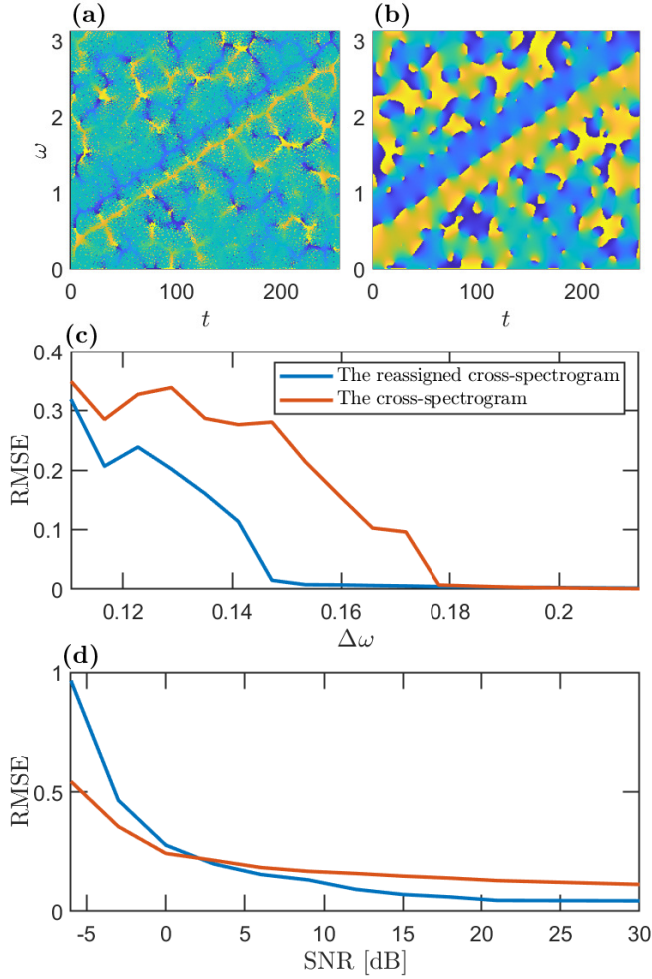 (a)
(b)
3
2
1
0
ω
0
100
200
t
3
2
1
0
0
100
200
t
(c)
0.4
0.3
0.2
0.1
0
RMSE
The reassigned cross-spectrogram
The cross-spectrogram
0.12
0.14
0.16
0.18
0.2
Δω
(d)
1
0.5
0
RMSE
-5
0
5
10
15
20
25
30
SNR [dB]